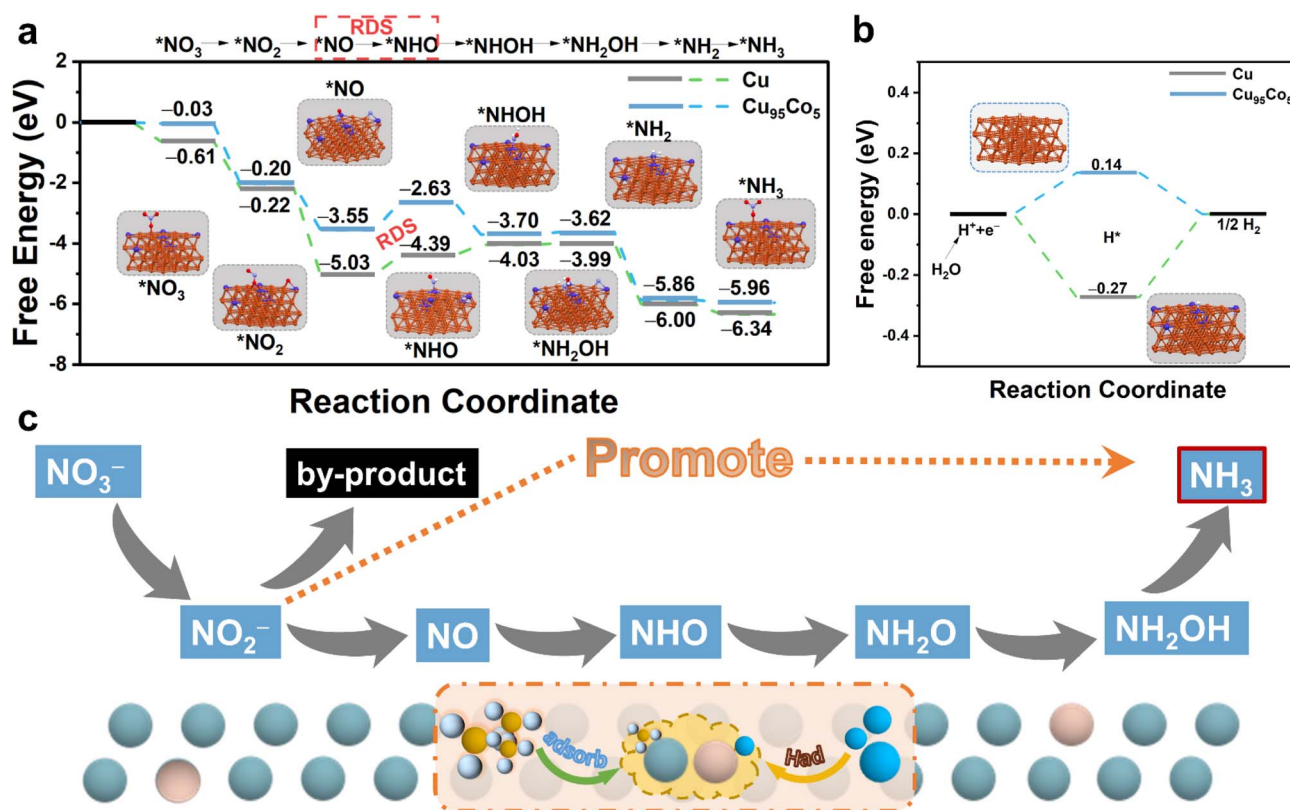 a
RDS
*NO₃ → *NO₂ → *NO → *NHO → *NHOH → *NH₂OH → *NH₂ → *NH₃
Free Energy (eV)
2
0
−2
−4
−6
−8
Cu
Cu₉₅Co₅
−0.03
−0.61
−0.20
−0.22
−3.55
−5.03
RDS
−2.63
−4.39
−3.70
−4.03
−3.62
−3.99
−5.86
−6.00
−5.96
−6.34
*NO₃
*NO₂
*NO
*NHO
*NHOH
*NH₂OH
*NH₂
*NH₃
Reaction Coordinate
b
Free energy (eV)
0.4
0.2
0.0
−0.2
−0.4
Cu
Cu₉₅Co₅
0.14
H⁺+e⁻
H₂O
H*
1/2 H₂
−0.27
Reaction Coordinate
c
NO₃⁻
by-product
Promote
NH₃
NO₂⁻
NO
NHO
NH₂O
NH₂OH
adsorb
Had